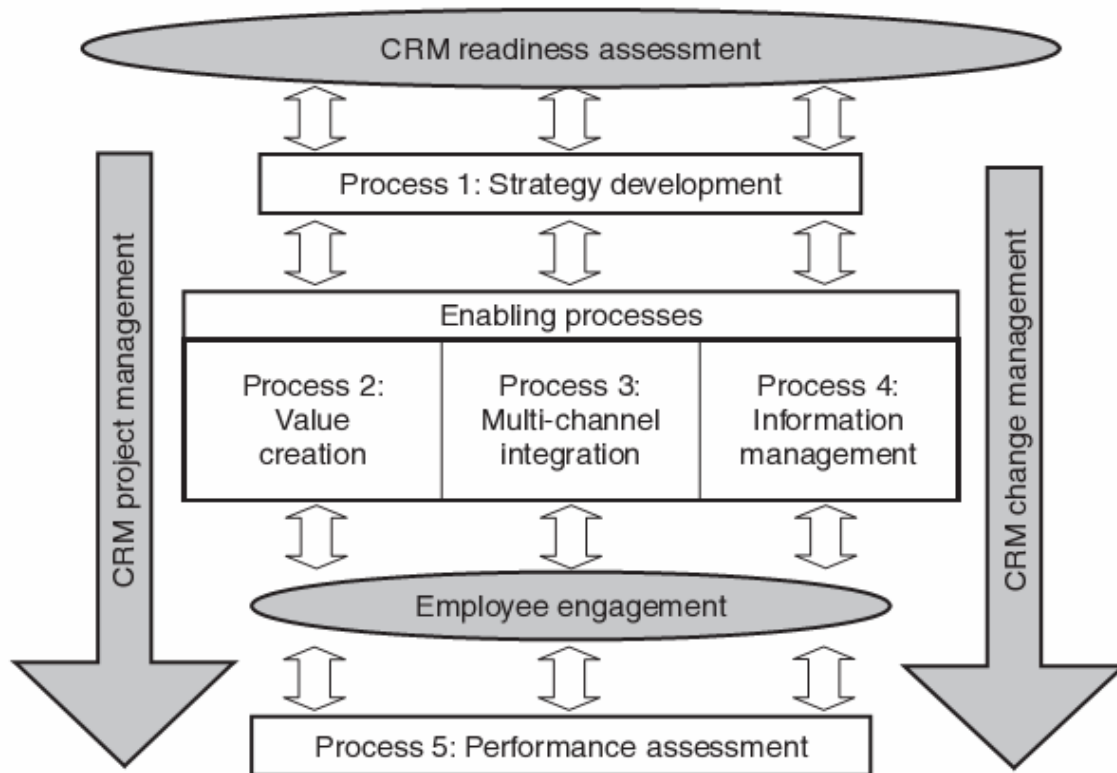 CRM readiness assessment
Process 1: Strategy development
Enabling processes
Process 2:
Value
creation
Process 3:
Multi-channel
integration
Process 4:
Information
management
Employee engagement
Process 5: Performance assessment
CRM project management
CRM change management